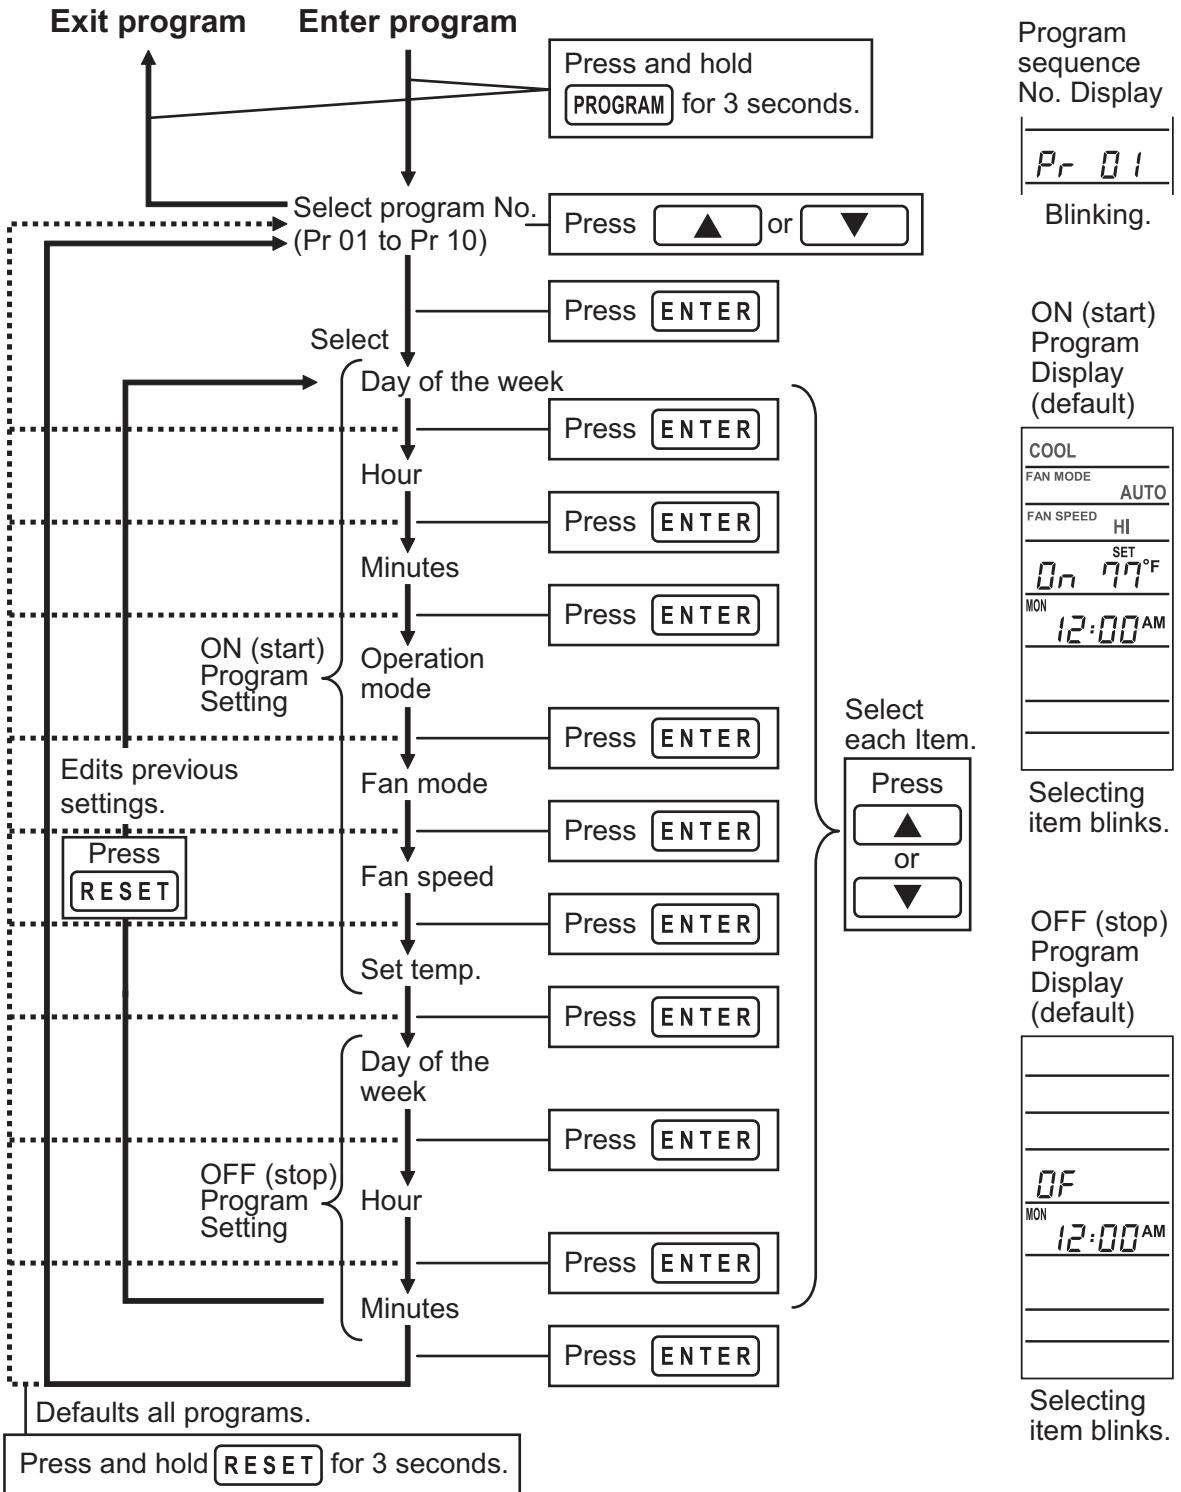 Exit program
Enter program
Press and hold
PROGRAM for 3 seconds.
Select program No.
(Pr 01 to Pr 10)
Press ▲ or ▼
Press ENTER
Select
Day of the week
Press ENTER
Hour
Press ENTER
Minutes
Press ENTER
ON (start)
Program
Setting
Operation
mode
Press ENTER
Fan mode
Press ENTER
Fan speed
Press ENTER
Set temp.
Press ENTER
Edits previous
settings.
Press
RESET
Day of the
week
Press ENTER
OFF (stop)
Program
Setting
Hour
Press ENTER
Minutes
Press ENTER
Defaults all programs.
Press and hold RESET for 3 seconds.
Select
each Item.
Press
▲
or
▼
Program
sequence
No. Display
Pr 01
Blinking.
ON (start)
Program
Display
(default)
COOL
FAN MODE
AUTO
FAN SPEED
HI
SET
On 77°F
MON
12:00 AM
Selecting
item blinks.
OFF (stop)
Program
Display
(default)
OF
MON
12:00 AM
Selecting
item blinks.